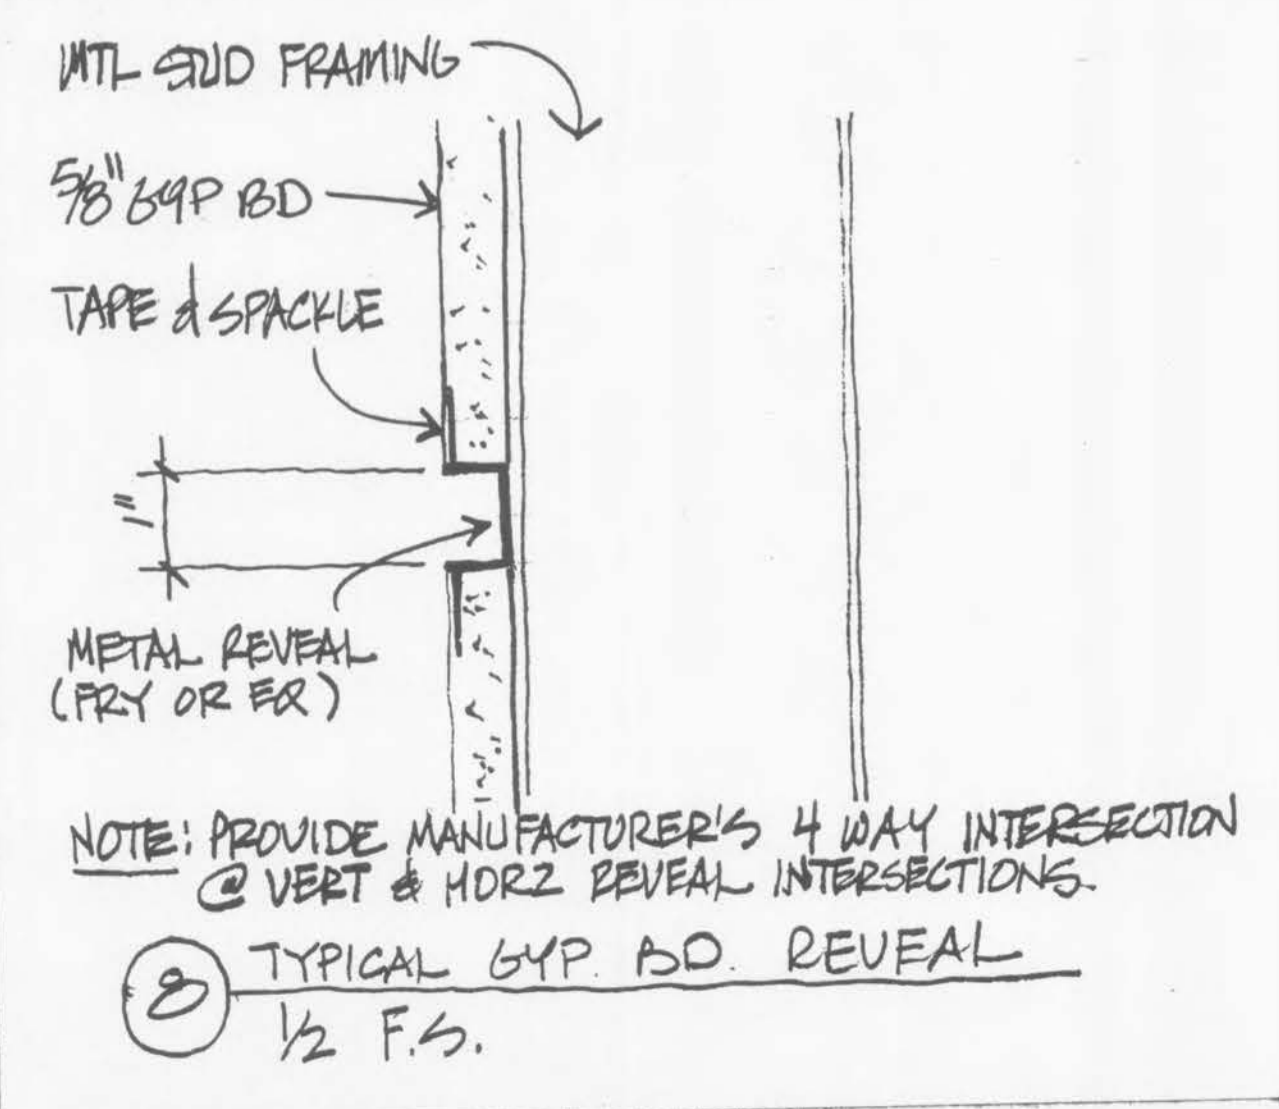 MTL STUD FRAMING
5/8" GYP BD
TAPE & SPACKLE
1"
METAL REVEAL
(FRY OR EQ)
NOTE: PROVIDE MANUFACTURER'S 4 WAY INTERSECTION
@ VERT & HORZ REVEAL INTERSECTIONS.
8
TYPICAL GYP. BD. REVEAL
1/2 F.S.